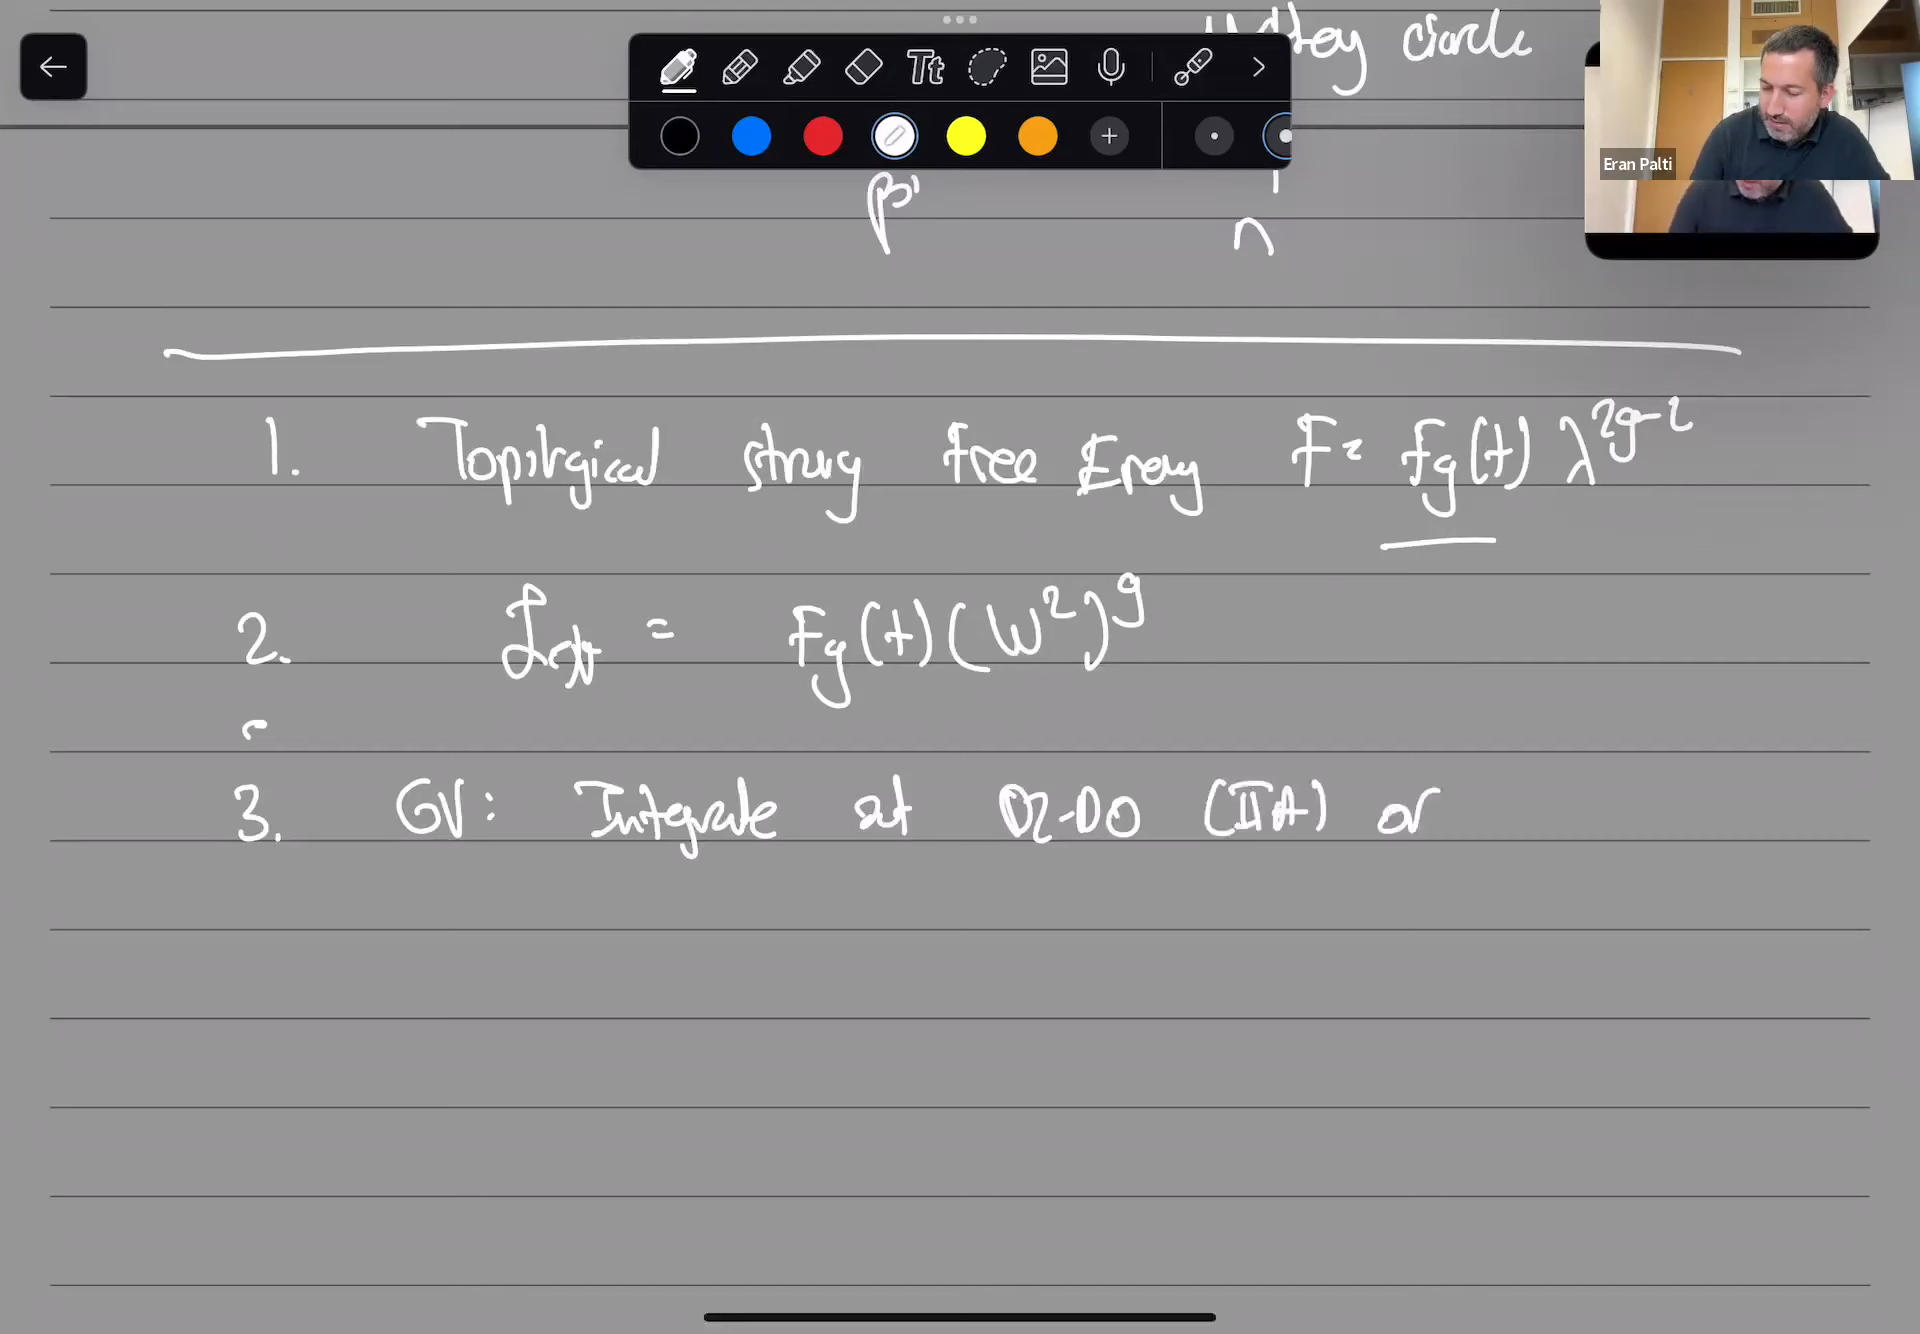 circle
Tt
Eran Palti
β'
n
1. Topological string Free Energy F = Fg(t) λ^{2g-2}
2. L_eff = Fg(t) (W²)^g
3. GV: Integrate out D2-D0 (IIA) or